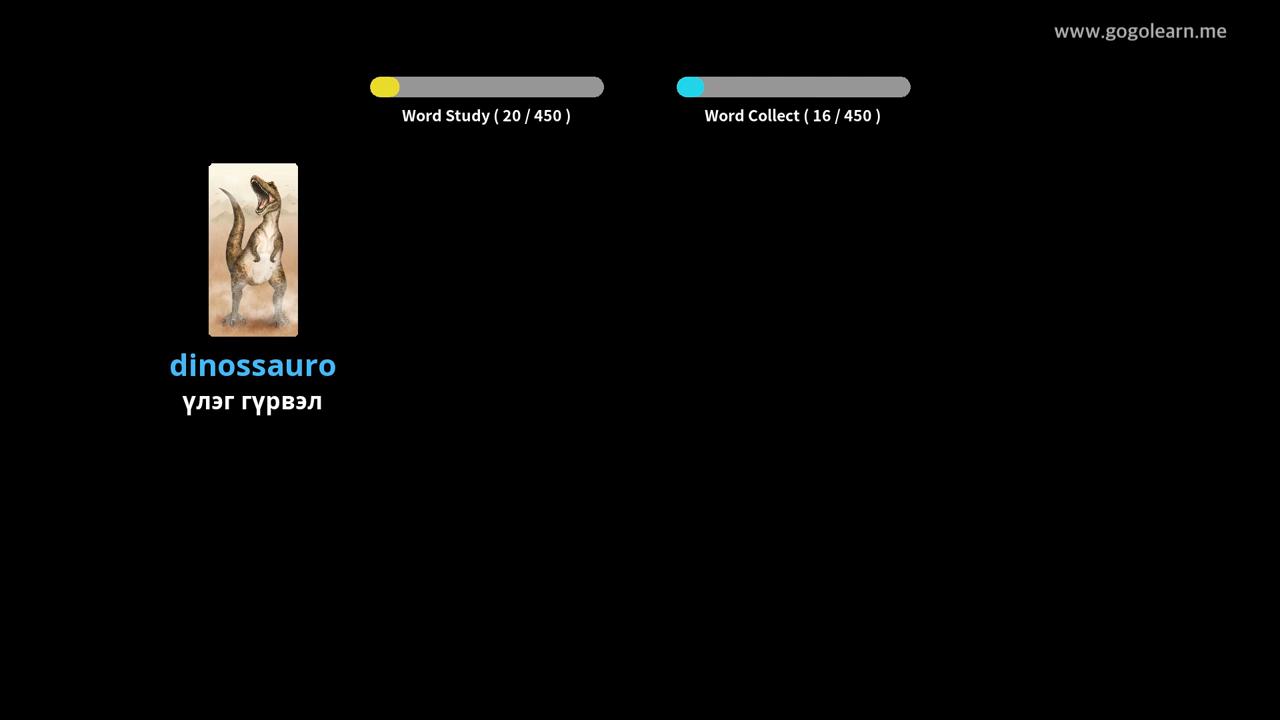 www.gogolearn.me
Word Study ( 20 / 450 )
Word Collect ( 16 / 450 )
dinossauro
үлэг гүрвэл